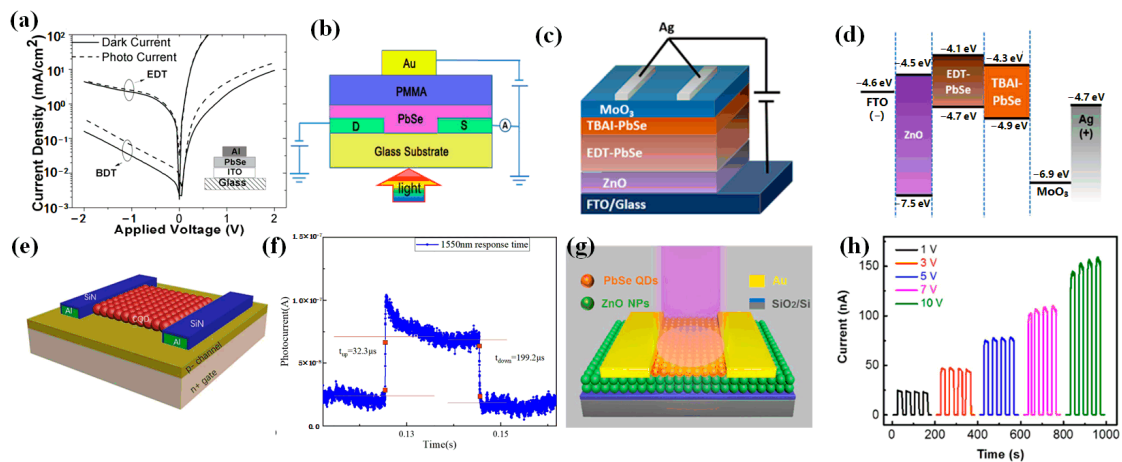 (a)
10²
10¹
10⁰
10⁻¹
10⁻²
10⁻³
Current Density (mA/cm²)
Dark Current
Photo Current
EDT
BDT
Al
PbSe
ITO
Glass
−2
−1
0
1
2
Applied Voltage (V)
(b)
Au
PMMA
PbSe
D
S
A
Glass Substrate
light
(c)
Ag
MoO₃
TBAI-PbSe
EDT-PbSe
ZnO
FTO/Glass
(d)
−4.6 eV
FTO
(−)
−4.5 eV
ZnO
−7.5 eV
−4.1 eV
EDT-
PbSe
−4.7 eV
−4.3 eV
TBAI-
PbSe
−4.9 eV
−6.9 eV
MoO₃
−4.7 eV
Ag
(+)
(e)
SiN
Al
CQDs
SiN
Al
p− channel
n+ gate
(f)
1550nm response time
Photocurrent(A)
t_up=32.3μs
t_down=199.2μs
0.13
0.15
Time(s)
(g)
PbSe QDs
ZnO NPs
Au
SiO₂/Si
(h)
1 V
3 V
5 V
7 V
10 V
Current (nA)
150
100
50
0
0
200
400
600
800
1000
Time (s)